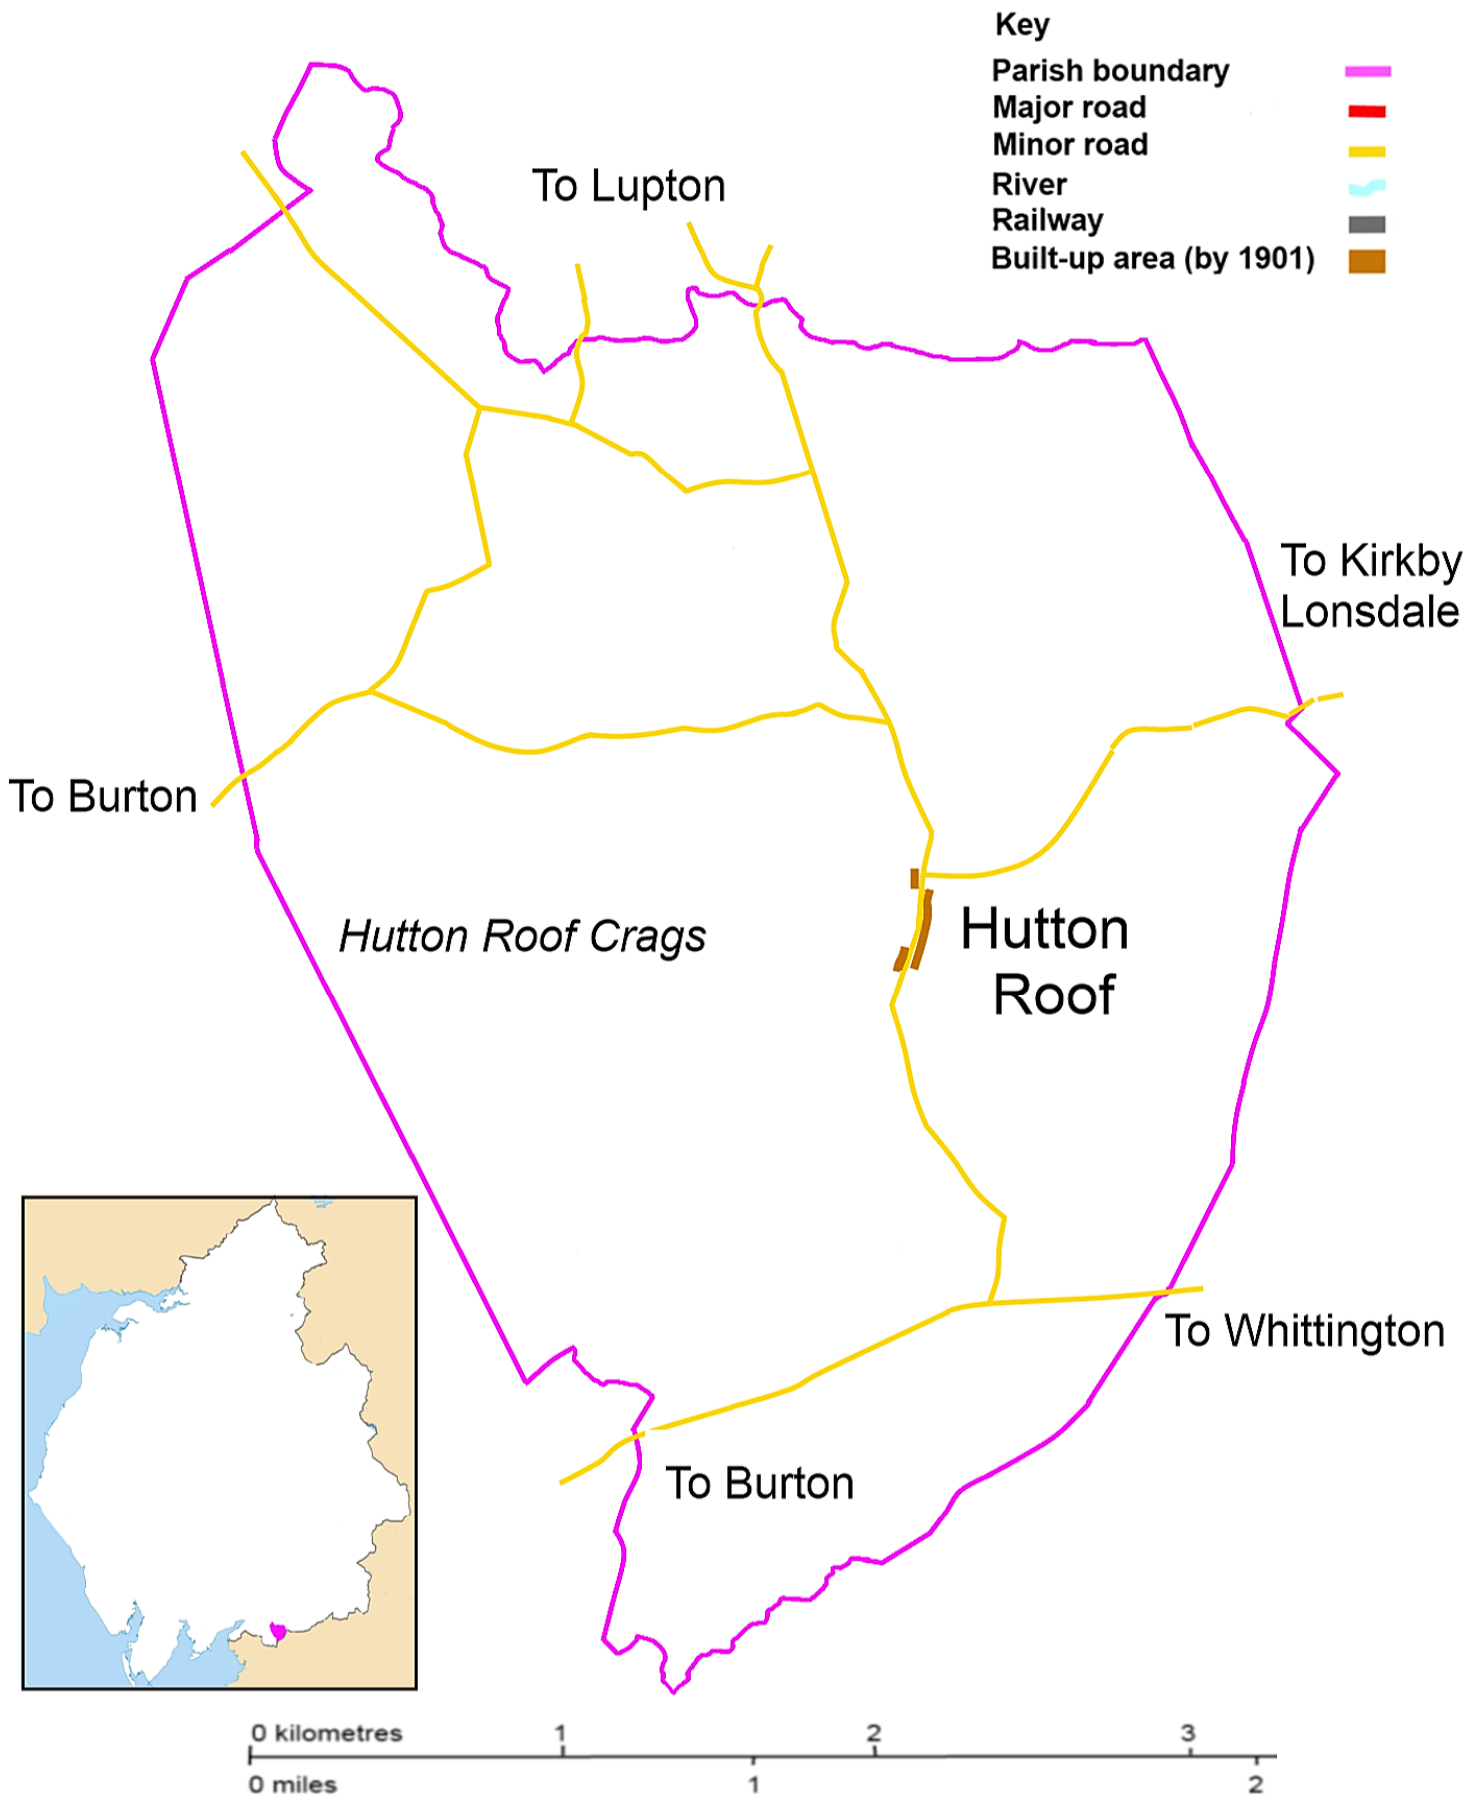 Key
Parish boundary
Major road
Minor road
River
Railway
Built-up area (by 1901)
To Lupton
To Kirkby
Lonsdale
To Burton
Hutton Roof Crags
Hutton
Roof
To Whittington
To Burton
0 kilometres 1 2 3
0 miles 1 2